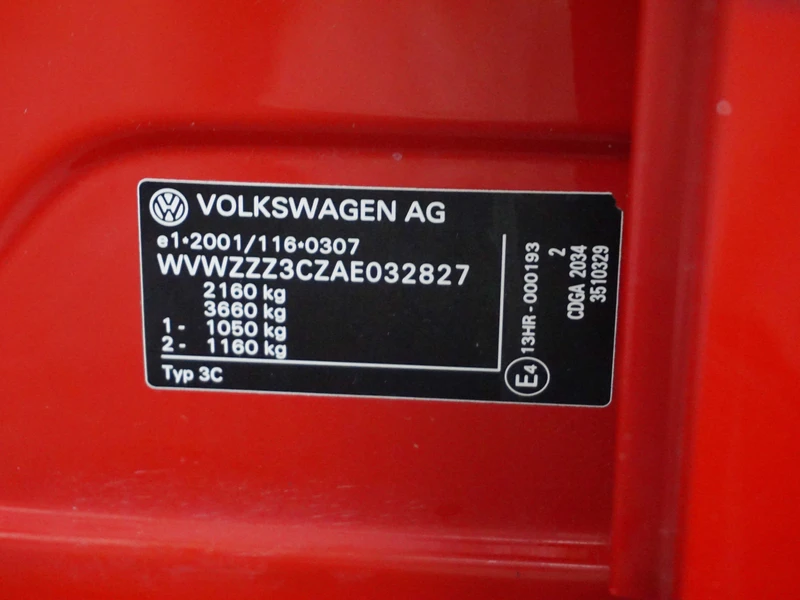 VOLKSWAGEN AG
e1*2001/116*0307
WVWZZZ3CZAE032827
2160 kg
3660 kg
1- 1050 kg
2- 1160 kg
Typ 3C
E4 13HR-000193
2
CDGA 2034
3510329